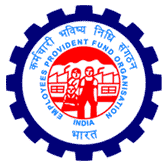 कर्मचारी भविष्य निधि संगठन
EMPLOYEES PROVIDENT FUND ORGANISATION
INDIA
भारत